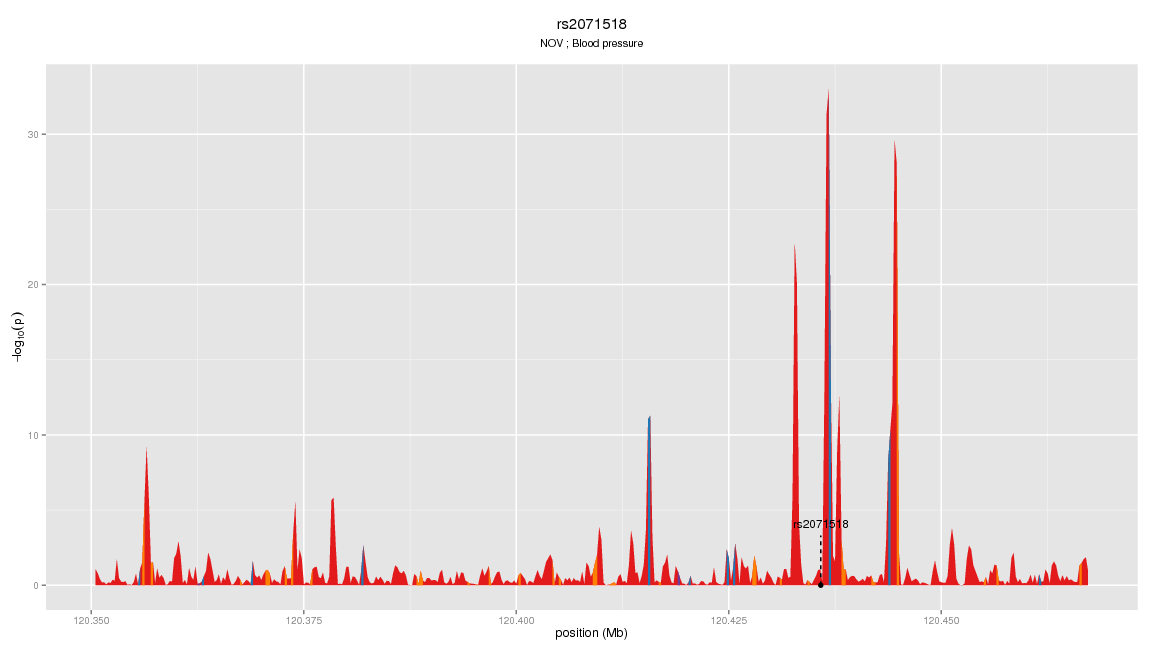 rs2071518
NOV ; Blood pressure
30
20
10
0
−log₁₀(p)
rs2071518
120.350
120.375
120.400
120.425
120.450
position (Mb)